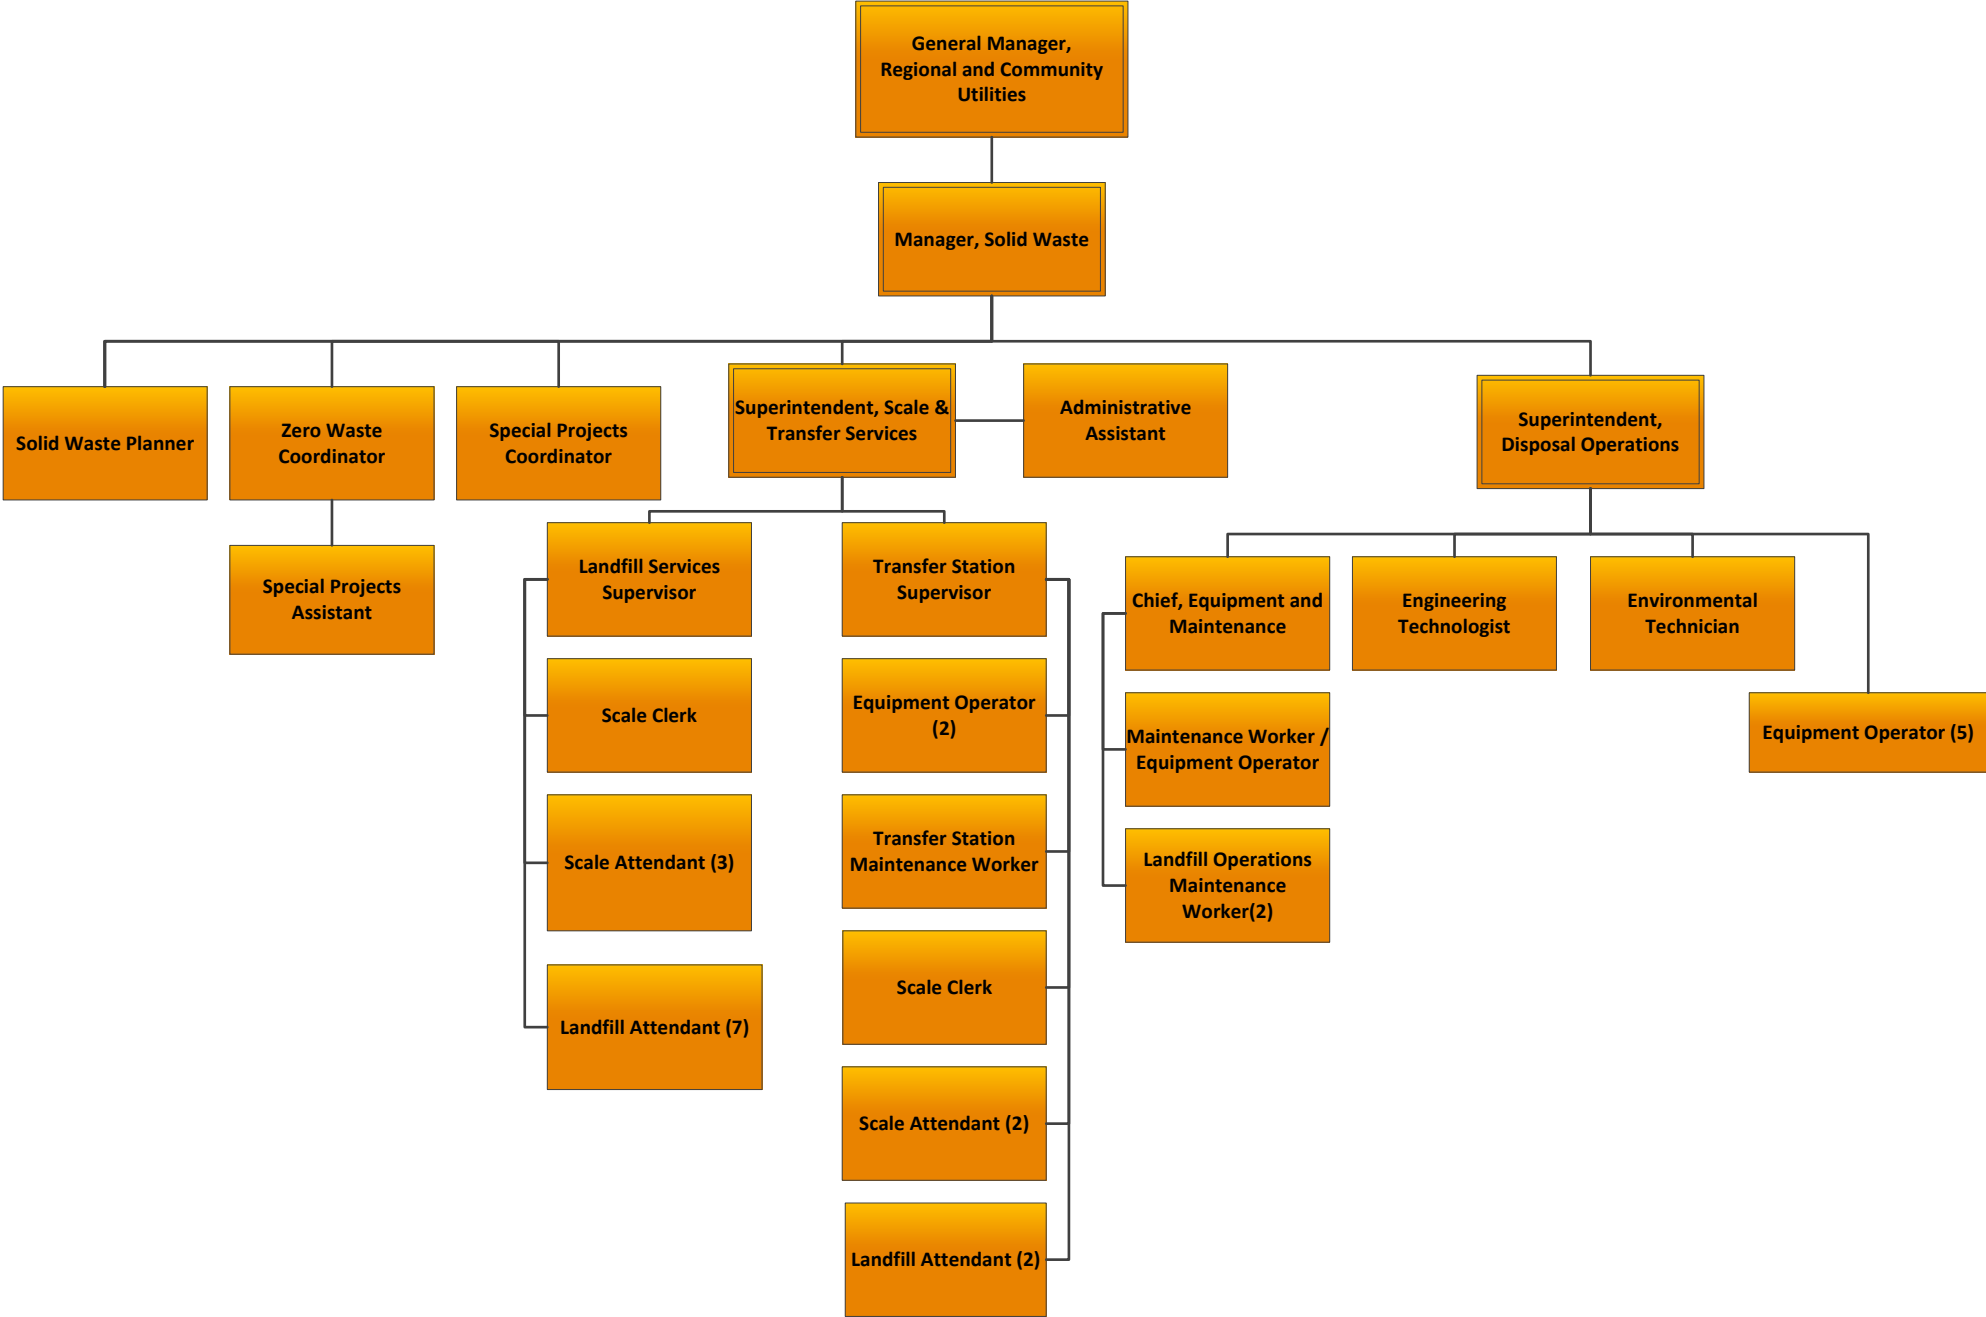 General Manager,
Regional and Community
Utilities
Manager, Solid Waste
Solid Waste Planner
Zero Waste
Coordinator
Special Projects
Coordinator
Superintendent, Scale &
Transfer Services
Administrative
Assistant
Superintendent,
Disposal Operations
Special Projects
Assistant
Landfill Services
Supervisor
Scale Clerk
Scale Attendant (3)
Landfill Attendant (7)
Transfer Station
Supervisor
Equipment Operator
(2)
Transfer Station
Maintenance Worker
Scale Clerk
Scale Attendant (2)
Landfill Attendant (2)
Chief, Equipment and
Maintenance
Maintenance Worker /
Equipment Operator
Landfill Operations
Maintenance
Worker(2)
Engineering
Technologist
Environmental
Technician
Equipment Operator (5)